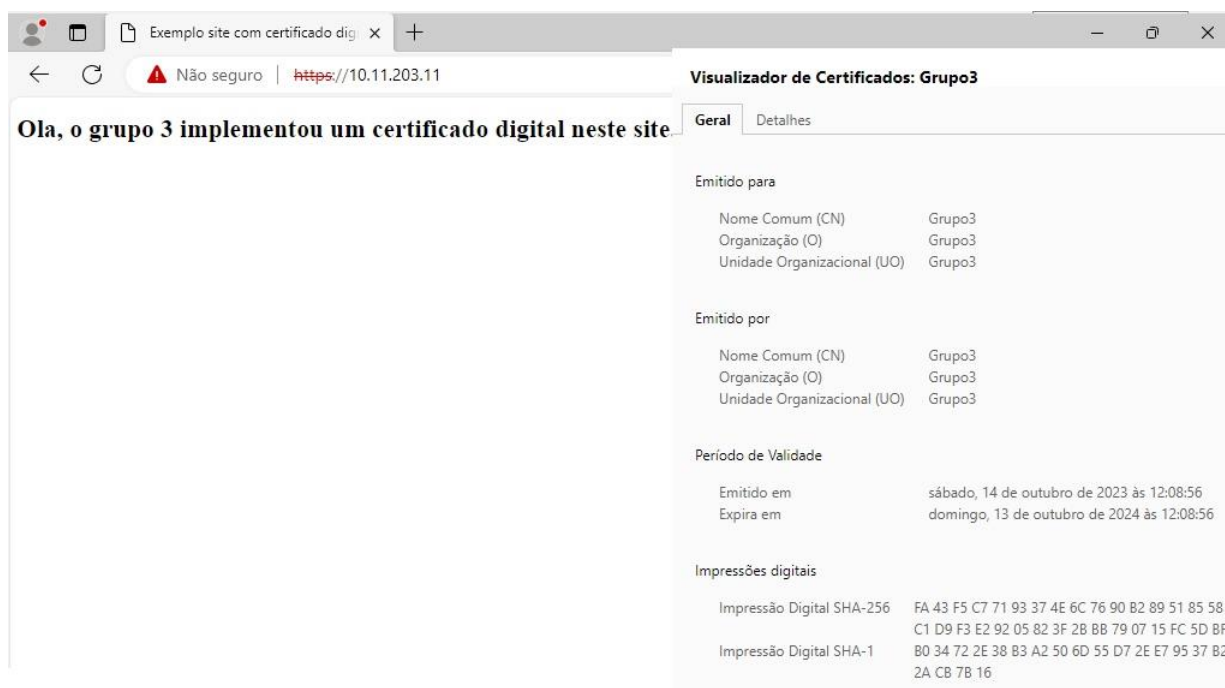 Exemplo site com certificado dig
Não seguro | https://10.11.203.11
Ola, o grupo 3 implementou um certificado digital neste site.
Visualizador de Certificados: Grupo3
Geral Detalhes
Emitido para
Nome Comum (CN) Grupo3
Organização (O) Grupo3
Unidade Organizacional (UO) Grupo3
Emitido por
Nome Comum (CN) Grupo3
Organização (O) Grupo3
Unidade Organizacional (UO) Grupo3
Período de Validade
Emitido em sábado, 14 de outubro de 2023 às 12:08:56
Expira em domingo, 13 de outubro de 2024 às 12:08:56
Impressões digitais
Impressão Digital SHA-256 FA 43 F5 C7 71 93 37 4E 6C 76 90 B2 89 51 85 58
C1 D9 F3 E2 92 05 82 3F 2B BB 79 07 15 FC 5D BF
Impressão Digital SHA-1 B0 34 72 2E 38 B3 A2 50 6D 55 D7 2E E7 95 37 B2
2A CB 7B 16